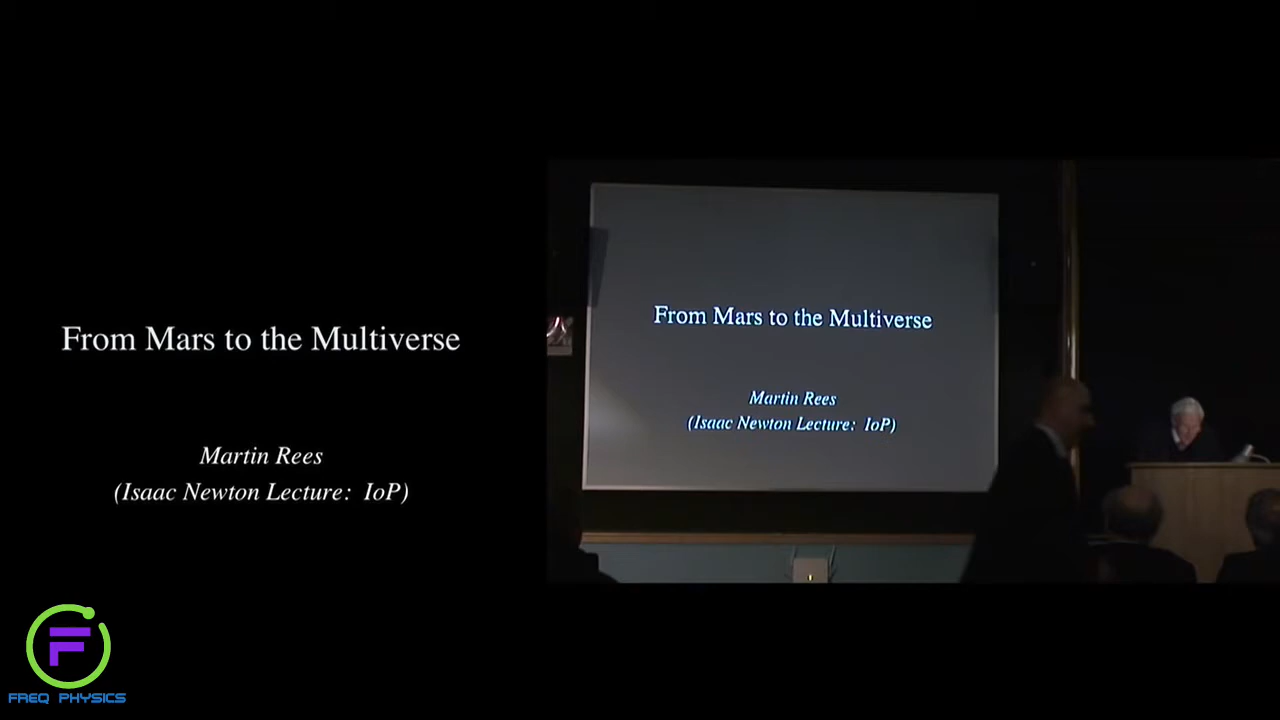 From Mars to the Multiverse
Martin Rees
(Isaac Newton Lecture: IoP)
From Mars to the Multiverse
Martin Rees
(Isaac Newton Lecture: IoP)
FREQ PHYSICS